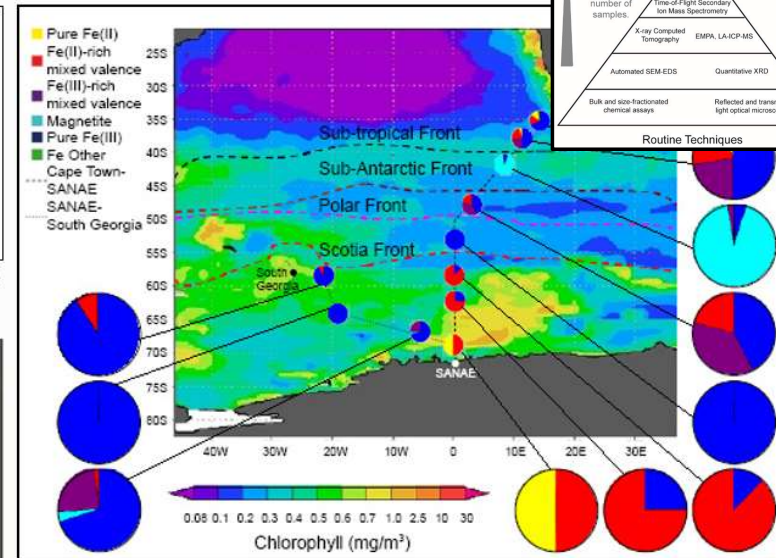 Pure Fe(II)
Fe(II)-rich
mixed valence
Fe(III)-rich
mixed valence
Magnetite
Pure Fe(III)
Fe Other
Cape Town-
SANAE
SANAE-
South Georgia
25S
30S
35S
40S
45S
50S
55S
60S
65S
70S
75S
80S
Sub-tropical Front
Sub-Antarctic Front
Polar Front
Scotia Front
South
Georgia
SANAE
40W
30W
20W
10W
0
10E
20E
30E
0.08 0.1 0.2 0.3 0.4 0.5 0.6 0.7 1.0 2.5 10 30
Chlorophyll (mg/m³)
number of
samples.
Time-of-Flight Secondary
Ion Mass Spectrometry
X-ray Computed
Tomography
EMPA, LA-ICP-MS
Automated SEM-EDS
Quantitative XRD
Bulk and size-fractionated
chemical assays
Reflected and
light optical
Routine Techniques